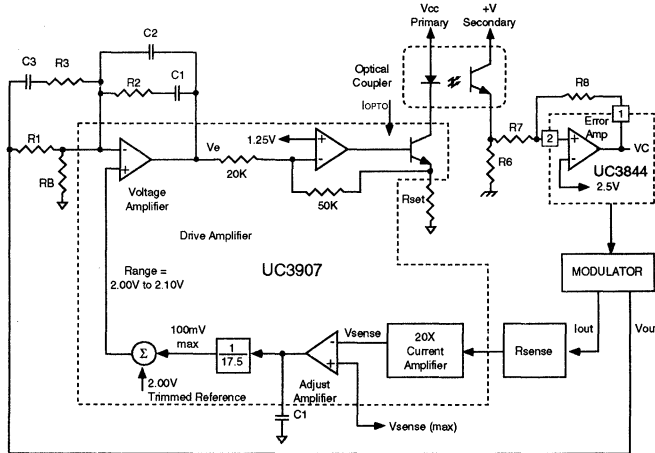 Vcc
Primary
+V
Secondary
C2
C3
R3
R2
C1
Optical
Coupler
R8
IOPTO
Error
Amp
1
R1
1.25V
R7
2
VC
Ve
20K
RB
Voltage
Amplifier
50K
R6
UC3844
2.5V
Rset
Drive Amplifier
Range =
2.00V to 2.10V
UC3907
MODULATOR
100mV
max
Vsense
20X
Current
Amplifier
Rsense
Iout
Vout
Σ
1
17.5
2.00V
Trimmed Reference
Adjust
Amplifier
C1
Vsense (max)